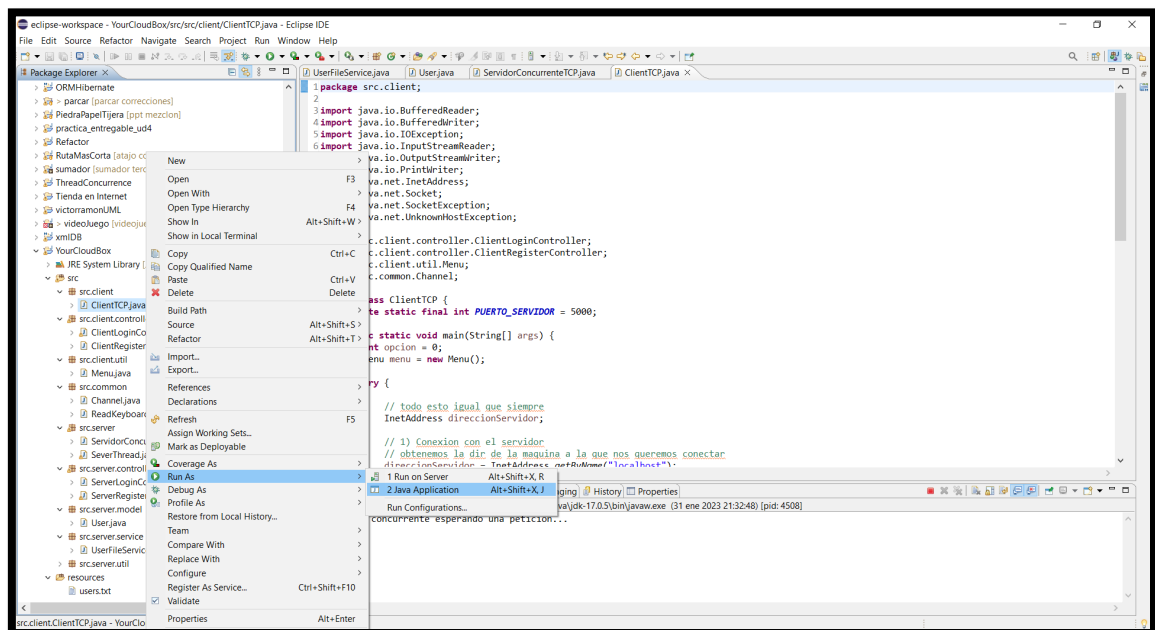 eclipse-workspace - YourCloudBox/src/src/client/ClientTCP.java - Eclipse IDE
File Edit Source Refactor Navigate Search Project Run Window Help
Package Explorer
UserFileService.java
User.java
ServidorConcurrenteTCP.java
ClientTCP.java
ORMHibernate
> parcar [parcar correcciones]
PiedraPapelTijera [ppt mezclon]
practica_entregable_ud4
Refactor
RutaMasCorta [atajo co
sumador [sumador terc
ThreadConcurrence
Tienda en Internet
victorramonUML
> videoJuego [videojue
xmlDB
YourCloudBox
JRE System Library [
src
src.client
ClientTCP.java
src.client.controll
ClientLoginCo
ClientRegister
src.client.util
Menu.java
src.common
Channel.java
ReadKeyboard
src.server
ServidorConcu
SeverThread.ja
src.server.controll
ServerLoginCo
ServerRegister
src.server.model
User.java
src.server.service
UserFileServic
src.server.util
resources
users.txt
New
Open F3
Open With
Open Type Hierarchy F4
Show In Alt+Shift+W >
Show in Local Terminal
Copy Ctrl+C
Copy Qualified Name
Paste Ctrl+V
Delete Delete
Build Path
Source Alt+Shift+S >
Refactor Alt+Shift+T >
Import...
Export...
References
Declarations
Refresh F5
Assign Working Sets...
Mark as Deployable
Coverage As
Run As
Debug As
Profile As
Restore from Local History...
Team
Compare With
Replace With
Configure
Register As Service... Ctrl+Shift+F10
Validate
Properties Alt+Enter
1 Run on Server Alt+Shift+X, R
2 Java Application Alt+Shift+X, J
Run Configurations...
1 package src.client;
2
3 import java.io.BufferedReader;
4 import java.io.BufferedWriter;
5 import java.io.IOException;
6 import java.io.InputStreamReader;
va.io.OutputStreamWriter;
va.io.PrintWriter;
va.net.InetAddress;
va.net.Socket;
va.net.SocketException;
va.net.UnknownHostException;
c.client.controller.ClientLoginController;
c.client.controller.ClientRegisterController;
c.client.util.Menu;
c.common.Channel;
ass ClientTCP {
te static final int PUERTO_SERVIDOR = 5000;
c static void main(String[] args) {
nt opcion = 0;
enu menu = new Menu();
ry {
// todo esto igual que siempre
InetAddress direccionServidor;
// 1) Conexion con el servidor
// obtenemos la dir de la maquina a la que nos queremos conectar
direccionServidor = InetAddress.getByName("localhost");
ging
History
Properties
va\jdk-17.0.5\bin\javaw.exe (31 ene 2023 21:32:48) [pid: 4508]
concurrente esperando una peticion...
src.client.ClientTCP.java - YourClo